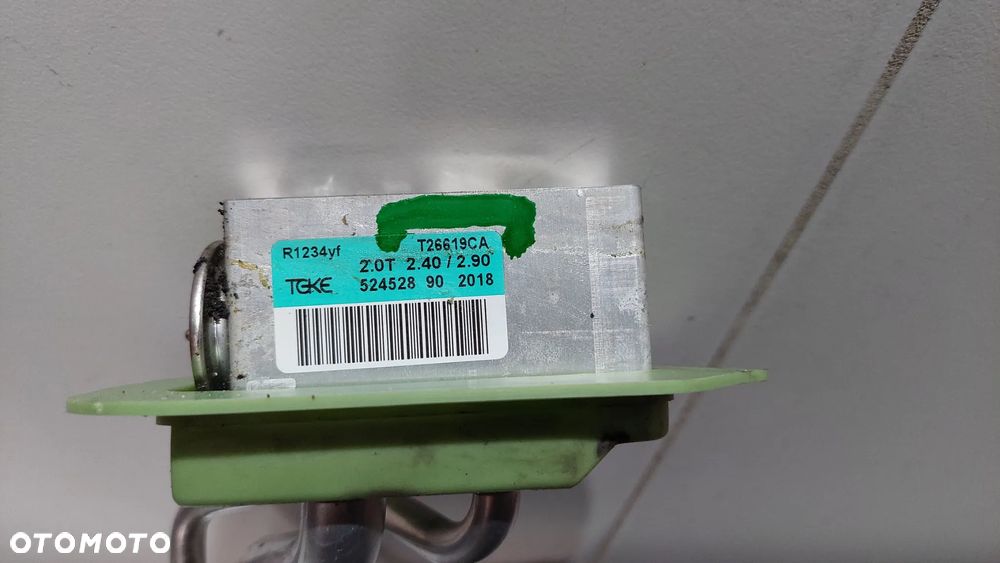 R1234yf T26619CA
2.0T 2.40 / 2.90
TGKE 524528 90 2018
OTOMOTO